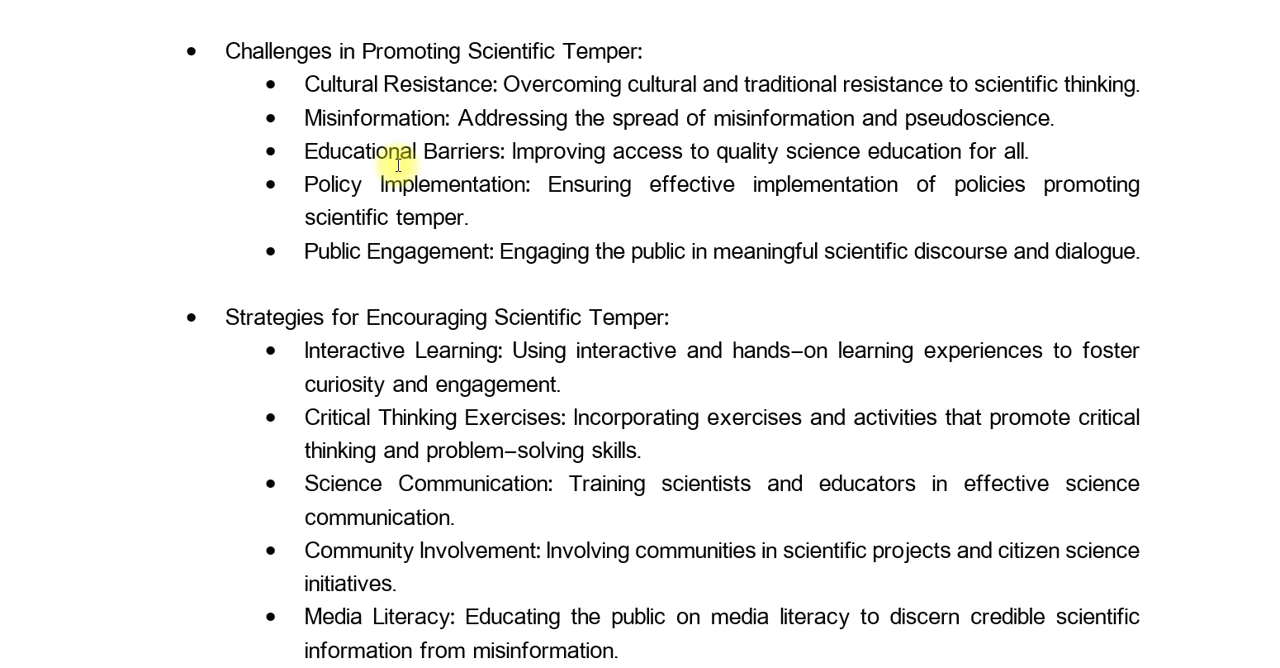 • Challenges in Promoting Scientific Temper:
• Cultural Resistance: Overcoming cultural and traditional resistance to scientific thinking.
• Misinformation: Addressing the spread of misinformation and pseudoscience.
• Educational Barriers: Improving access to quality science education for all.
• Policy Implementation: Ensuring effective implementation of policies promoting
scientific temper.
• Public Engagement: Engaging the public in meaningful scientific discourse and dialogue.
• Strategies for Encouraging Scientific Temper:
• Interactive Learning: Using interactive and hands–on learning experiences to foster
curiosity and engagement.
• Critical Thinking Exercises: Incorporating exercises and activities that promote critical
thinking and problem–solving skills.
• Science Communication: Training scientists and educators in effective science
communication.
• Community Involvement: Involving communities in scientific projects and citizen science
initiatives.
• Media Literacy: Educating the public on media literacy to discern credible scientific
information from misinformation.